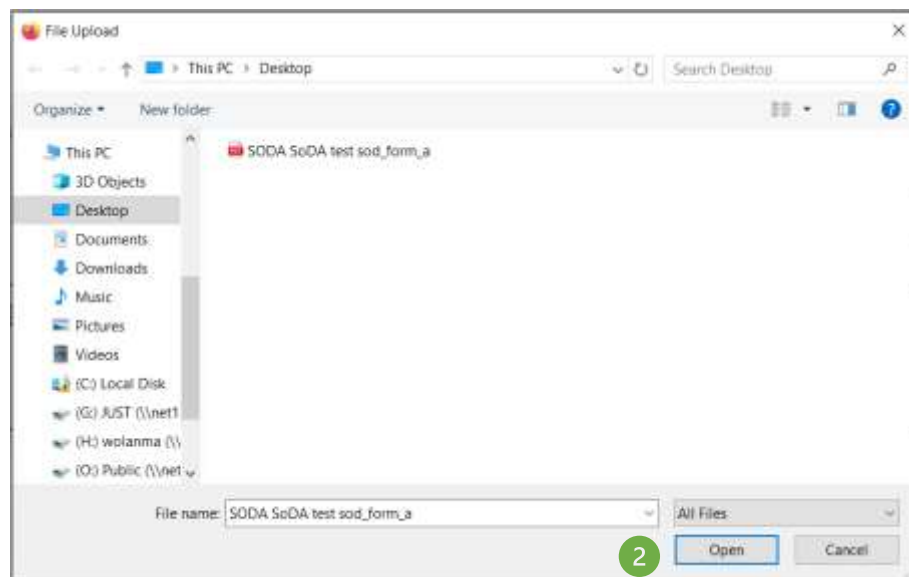 File Upload
This PC > Desktop
Search Desktop
Organize
New folder
This PC
3D Objects
Desktop
Documents
Downloads
Music
Pictures
Videos
(C:) Local Disk
(G:) JUST (\\net1
(H:) wolanma (\\
(O:) Public (\\net
SODA SoDA test sod_form_a
File name: SODA SoDA test sod_form_a
All Files
2
Open
Cancel